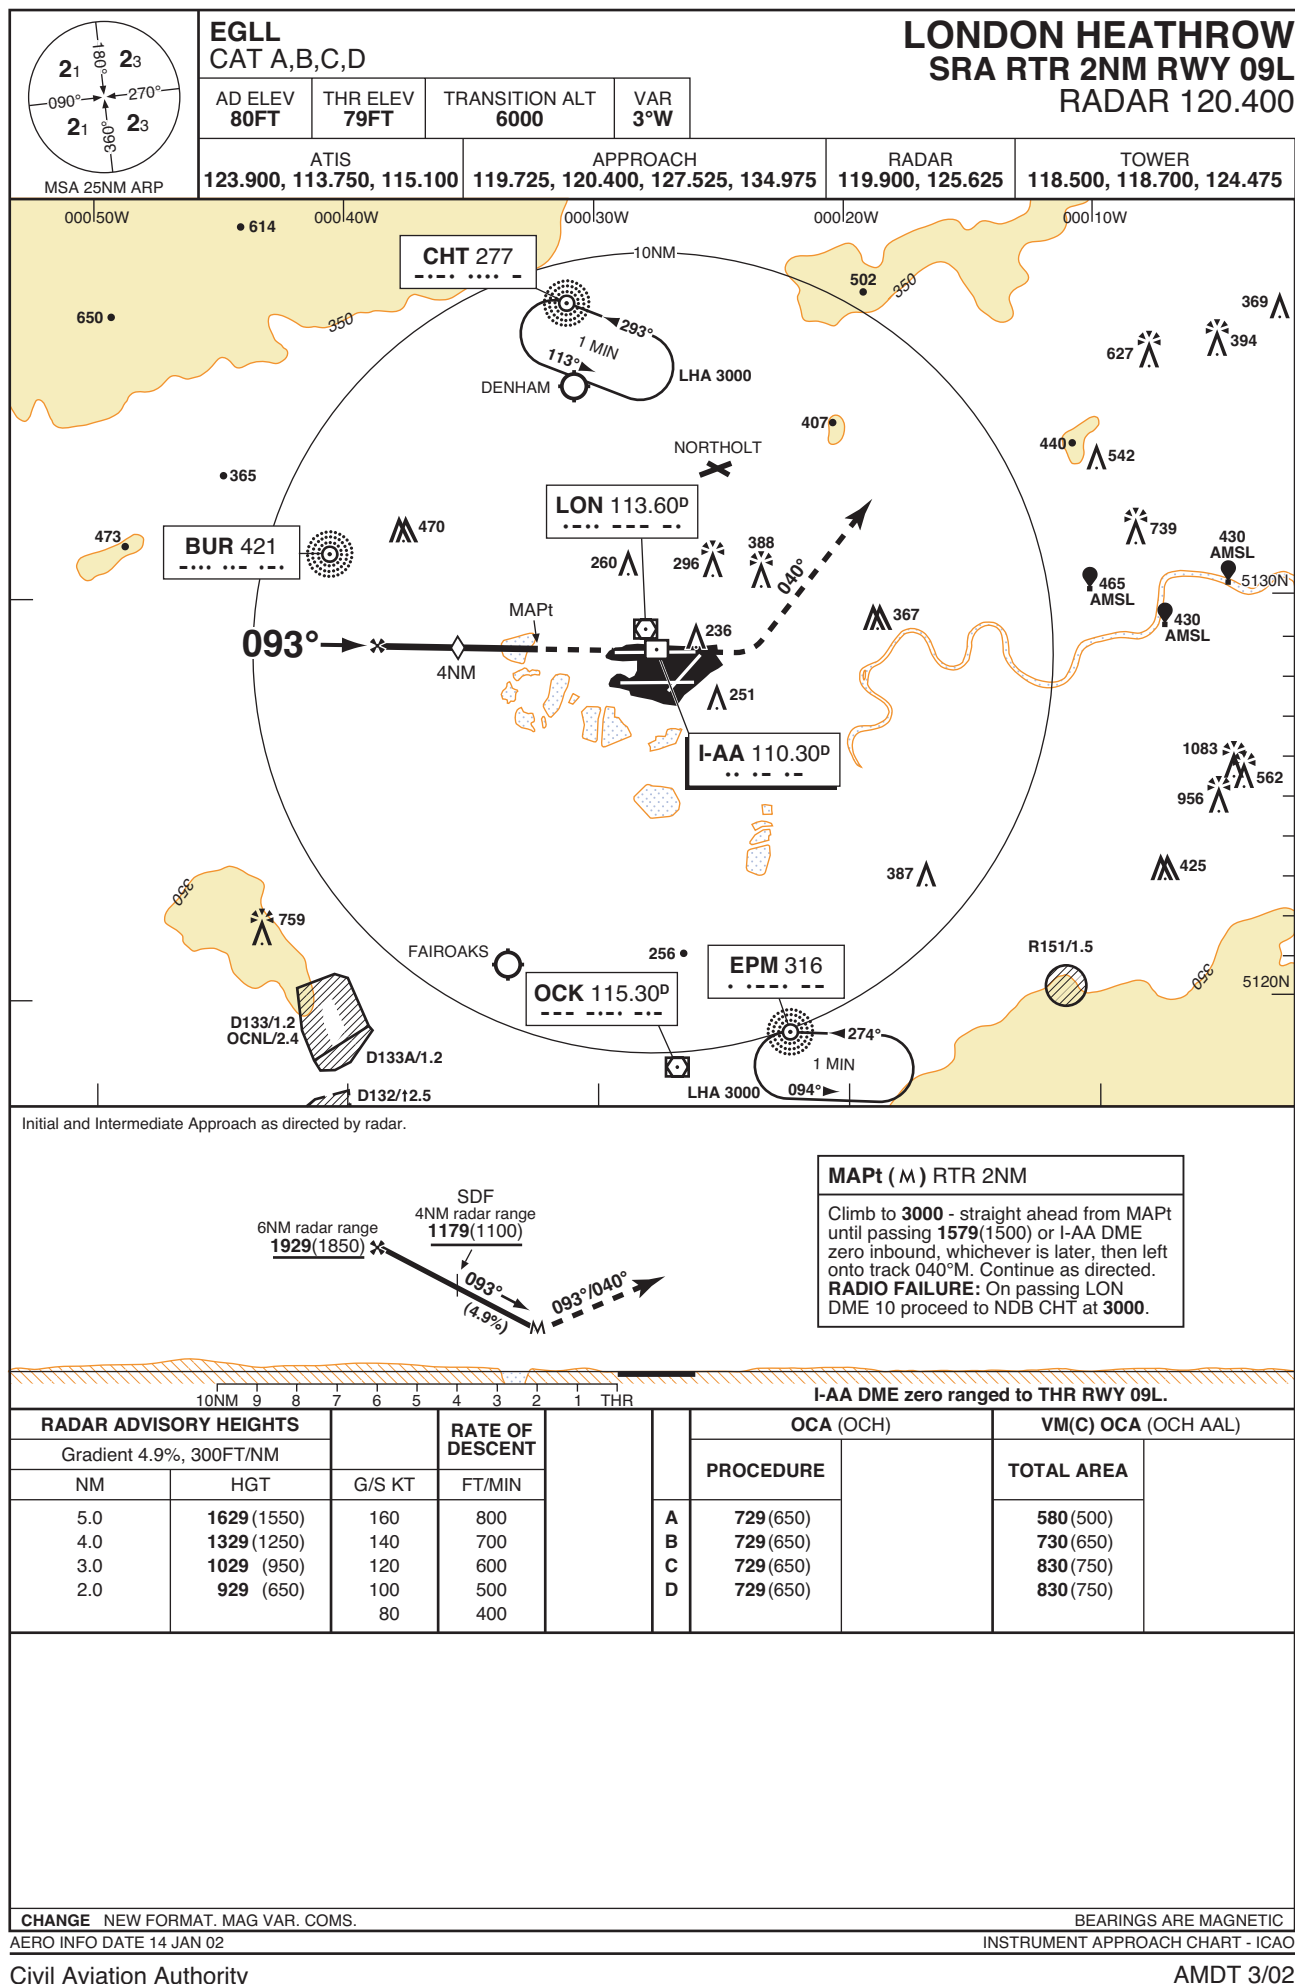 EGLL
CAT A,B,C,D
LONDON HEATHROW
SRA RTR 2NM RWY 09L
RADAR 120.400
180°
090°
270°
360°
21
23
21
23
MSA 25NM ARP
AD ELEV
80FT
THR ELEV
79FT
TRANSITION ALT
6000
VAR
3°W
ATIS
123.900, 113.750, 115.100
APPROACH
119.725, 120.400, 127.525, 134.975
RADAR
119.900, 125.625
TOWER
118.500, 118.700, 124.475
000|50W
000|40W
000|30W
000|20W
000|10W
614
CHT 277
10NM
502
350
369
650
350
293°
1 MIN
113°
627
394
DENHAM
LHA 3000
407
440
542
NORTHOLT
365
LON 113.60D
473
BUR 421
470
739
430
AMSL
260
296
388
040°
465
AMSL
5130N
MAPt
367
430
AMSL
093°
236
4NM
251
I-AA 110.30D
1083
562
956
387
425
350
759
FAIROAKS
256
EPM 316
R151/1.5
350
5120N
OCK 115.30D
D133/1.2
OCNL/2.4
274°
D133A/1.2
1 MIN
D132/†2.5
LHA 3000
094°
Initial and Intermediate Approach as directed by radar.
MAPt (M) RTR 2NM
Climb to 3000 - straight ahead from MAPt
until passing 1579(1500) or I-AA DME
zero inbound, whichever is later, then left
onto track 040°M. Continue as directed.
RADIO FAILURE: On passing LON
DME 10 proceed to NDB CHT at 3000.
SDF
4NM radar range
1179(1100)
6NM radar range
1929(1850)
093°
(4.9%)
M
093°/040°
10NM 9 8 7 6 5 4 3 2 1 THR
I-AA DME zero ranged to THR RWY 09L.
RADAR ADVISORY HEIGHTS
Gradient 4.9%, 300FT/NM
RATE OF
DESCENT
OCA (OCH)
VM(C) OCA (OCH AAL)
PROCEDURE
TOTAL AREA
NM HGT G/S KT FT/MIN
5.0 1629(1550) 160 800 A 729(650) 580(500)
4.0 1329(1250) 140 700 B 729(650) 730(650)
3.0 1029 (950) 120 600 C 729(650) 830(750)
2.0 929 (650) 100 500 D 729(650) 830(750)
80 400
CHANGE NEW FORMAT. MAG VAR. COMS.
BEARINGS ARE MAGNETIC
AERO INFO DATE 14 JAN 02
INSTRUMENT APPROACH CHART - ICAO
Civil Aviation Authority
AMDT 3/02